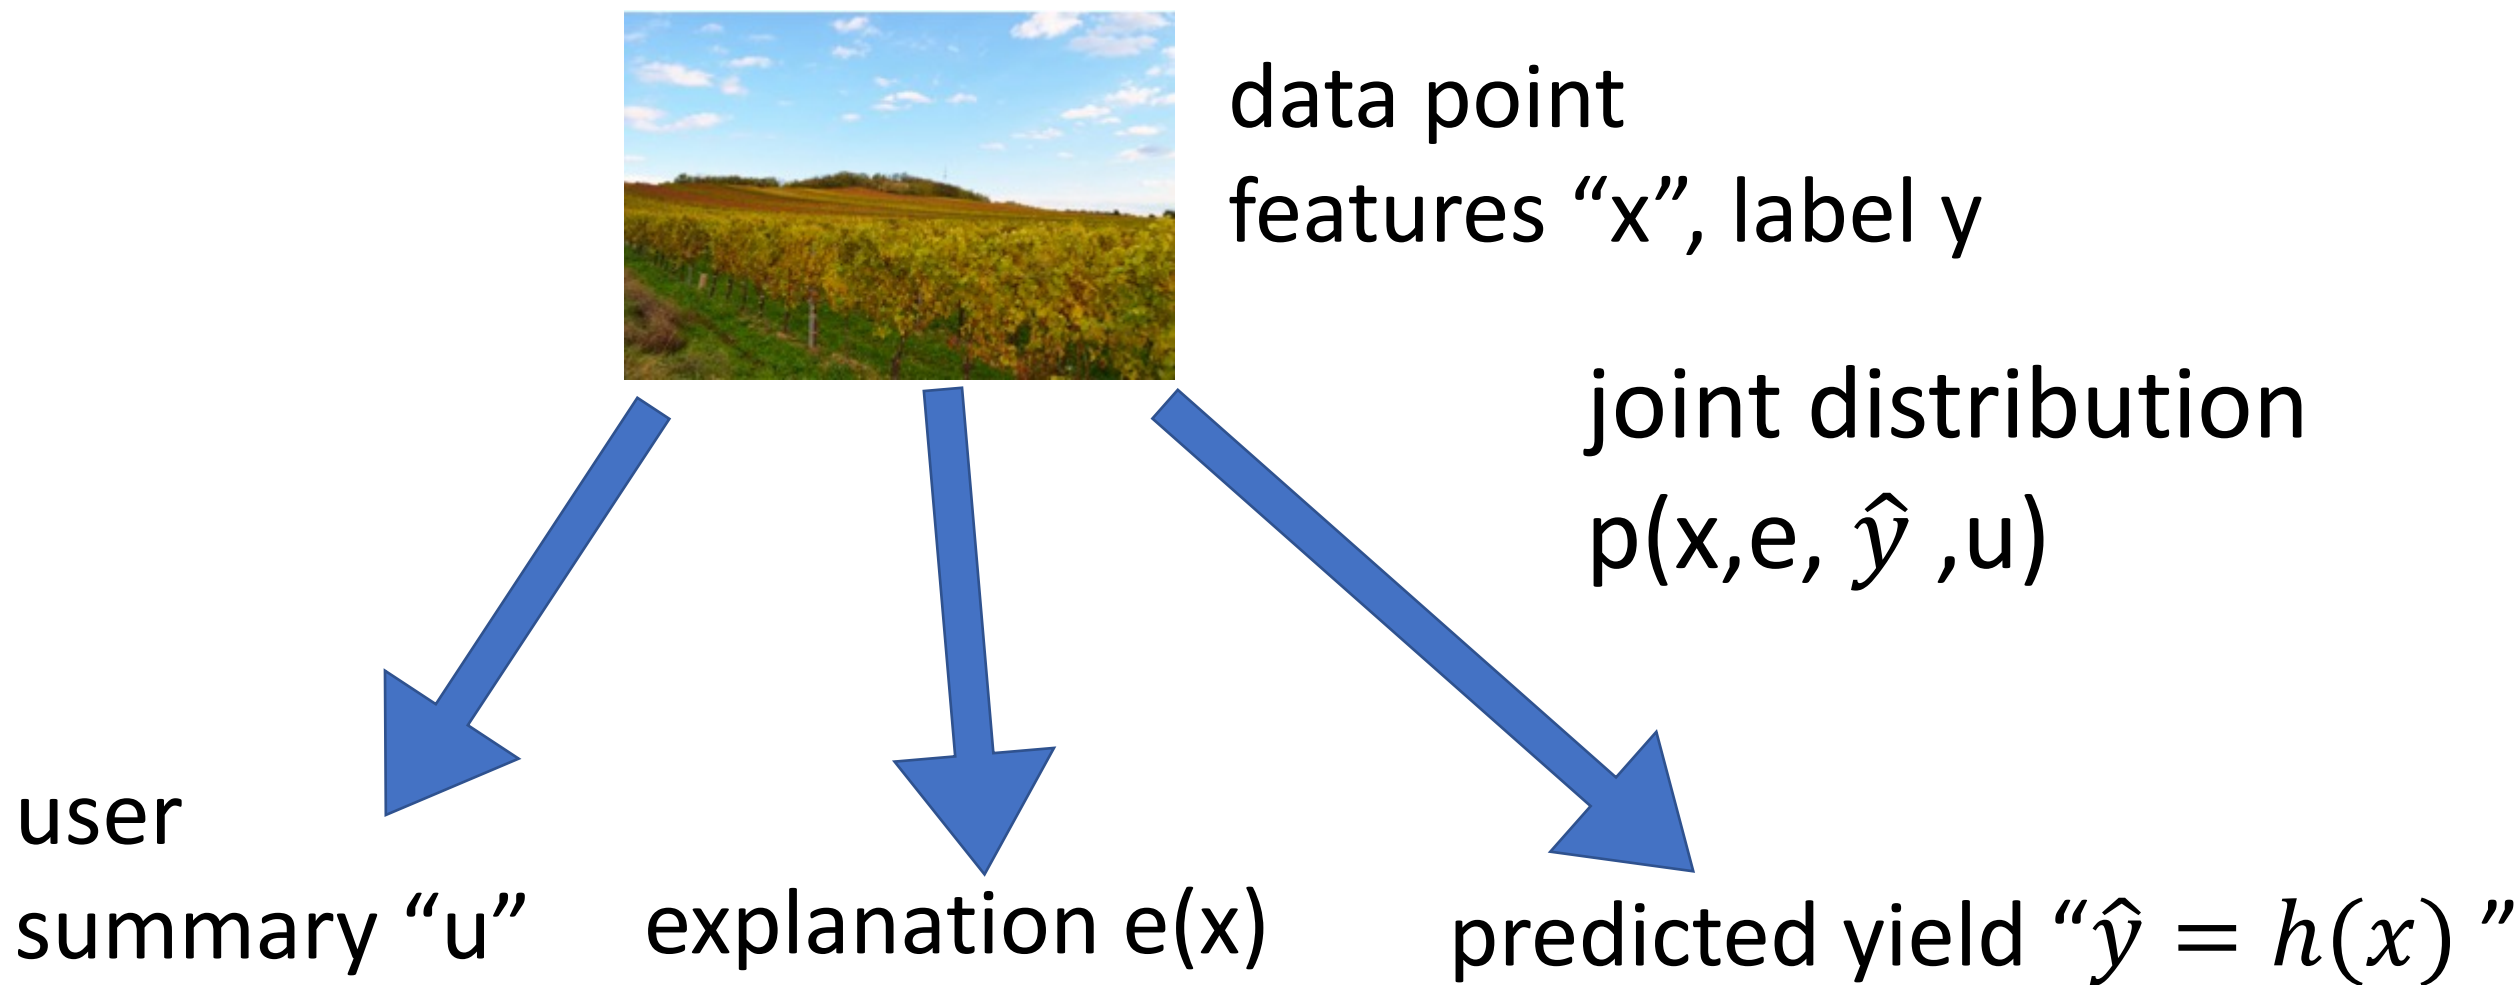 data point
features “x”, label y
joint distribution
p(x,e, ŷ ,u)
user
summary “u”
explanation e(x)
predicted yield “ŷ = h(x)”